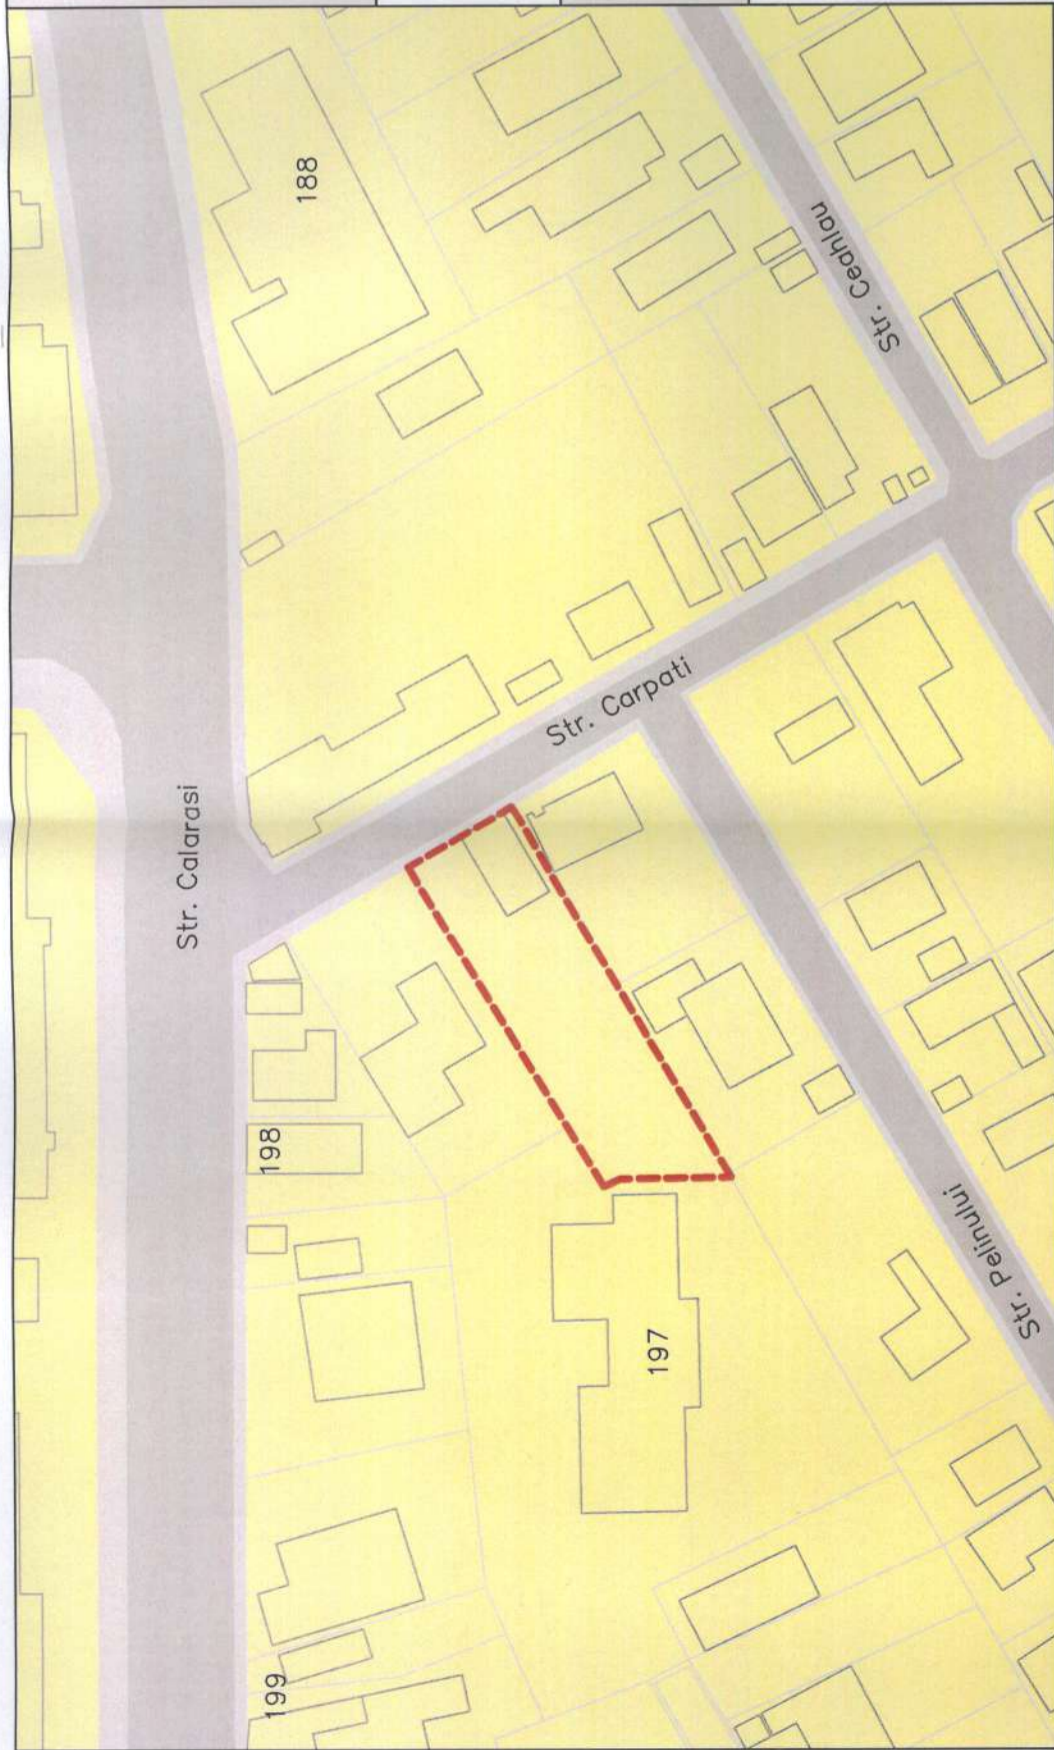 188
Str. Ceahlau
Str. Carpati
Str. Calarasi
198
197
Str. Pelinului
199